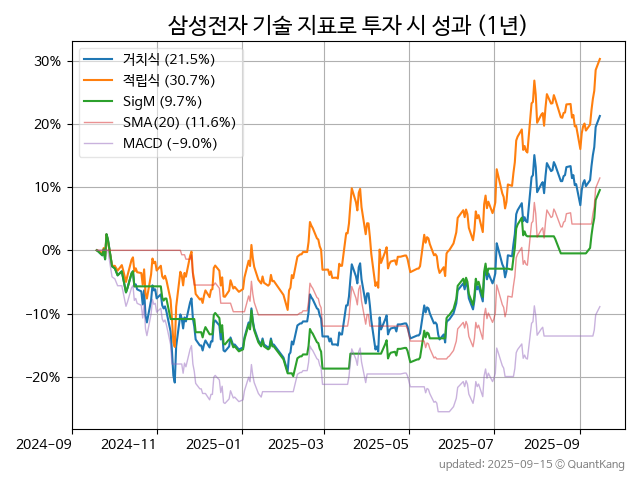 삼성전자 기술 지표로 투자 시 성과 (1년)
거치식 (21.5%)
적립식 (30.7%)
SigM (9.7%)
SMA(20) (11.6%)
MACD (−9.0%)
30%
20%
10%
0%
−10%
−20%
2024-09 2024-11 2025-01 2025-03 2025-05 2025-07 2025-09
updated: 2025-09-15 ⓒ QuantKang